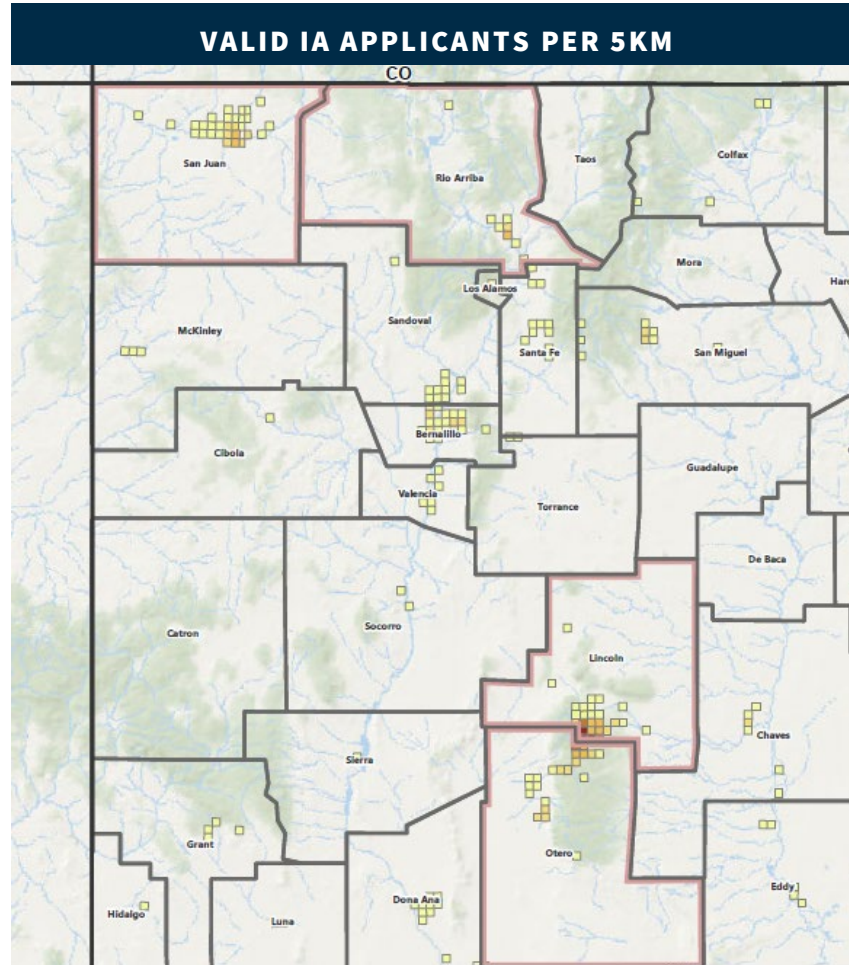 VALID IA APPLICANTS PER 5KM
CO
San Juan
Rio Arriba
Taos
Colfax
Mora
Los Alamos
Sandoval
McKinley
Santa Fe
San Miguel
Bernalillo
Cibola
Guadalupe
Valencia
Torrance
De Baca
Catron
Socorro
Lincoln
Chaves
Sierra
Grant
Otero
Hidalgo
Luna
Dona Ana
Eddy